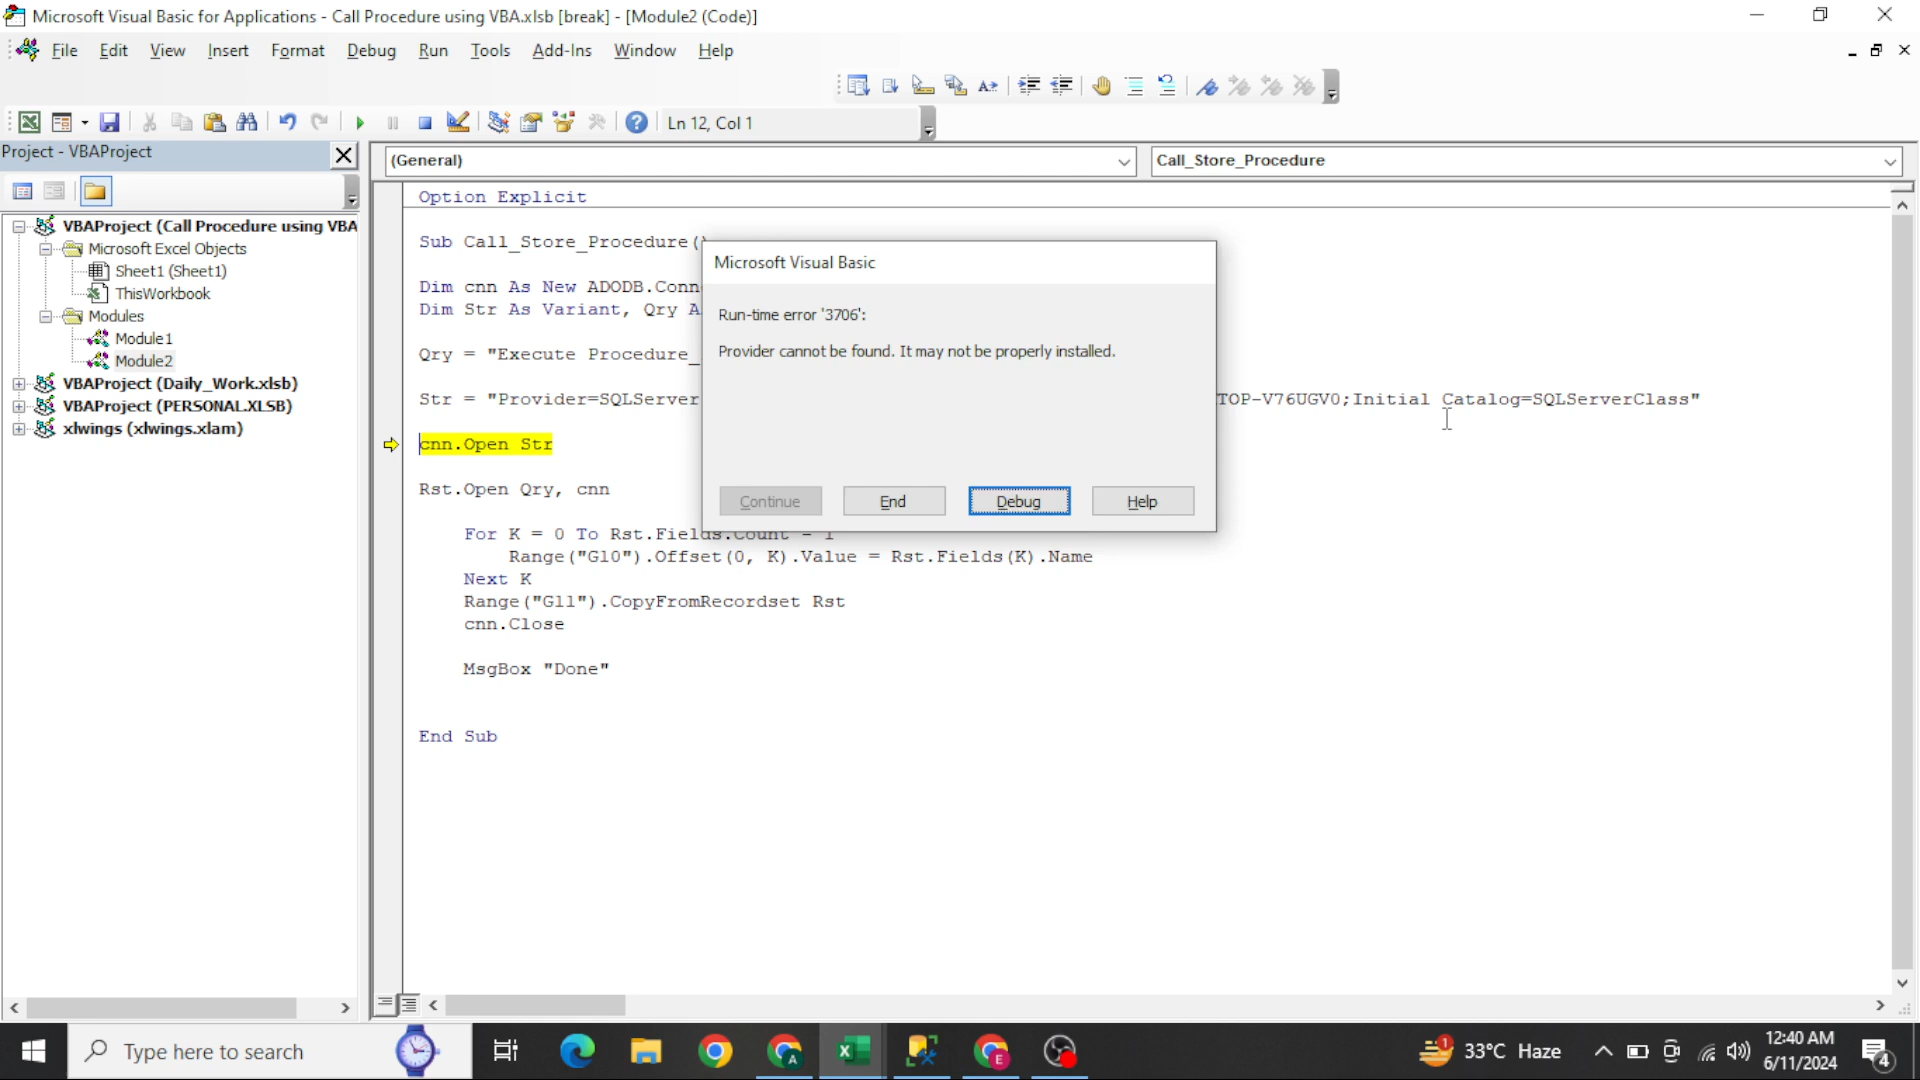 Microsoft Visual Basic for Applications - Call Procedure using VBA.xlsb [break] - [Module2 (Code)]
File Edit View Insert Format Debug Run Tools Add-Ins Window Help
Ln 12, Col 1
Project - VBAProject
(General)
Call_Store_Procedure
VBAProject (Call Procedure using VBA
Microsoft Excel Objects
Sheet1 (Sheet1)
ThisWorkbook
Modules
Module1
Module2
VBAProject (Daily_Work.xlsb)
VBAProject (PERSONAL.XLSB)
xlwings (xlwings.xlam)
Option Explicit
Sub Call_Store_Procedure()
Dim cnn As New ADODB.Conn
Dim Str As Variant, Qry A
Qry = "Execute Procedure_
Str = "Provider=SQLServer TOP-V76UGV0;Initial Catalog=SQLServerClass"
cnn.Open Str
Rst.Open Qry, cnn
For K = 0 To Rst.Fields.Count - 1
Range("G10").Offset(0, K).Value = Rst.Fields(K).Name
Next K
Range("G11").CopyFromRecordset Rst
cnn.Close
MsgBox "Done"
End Sub
Microsoft Visual Basic
Run-time error '3706':
Provider cannot be found. It may not be properly installed.
Continue End Debug Help
Type here to search
A
E
1
33°C Haze
12:40 AM
6/11/2024
4